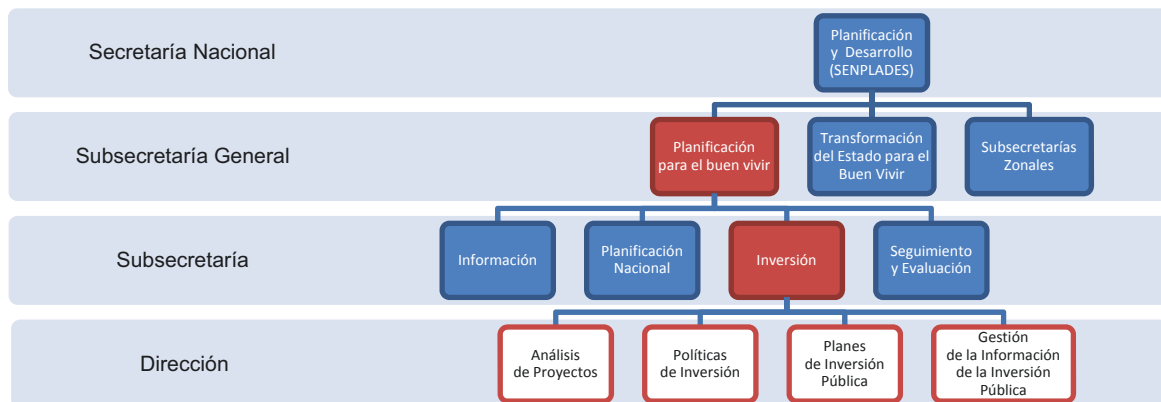 Secretaría Nacional
Planificación
y Desarrollo
(SENPLADES)
Subsecretaría General
Planificación
para el buen vivir
Transformación
del Estado para el
Buen Vivir
Subsecretarías
Zonales
Subsecretaría
Información
Planificación
Nacional
Inversión
Seguimiento
y Evaluación
Dirección
Análisis
de Proyectos
Políticas
de Inversión
Planes
de Inversión
Pública
Gestión
de la Información
de la Inversión
Pública